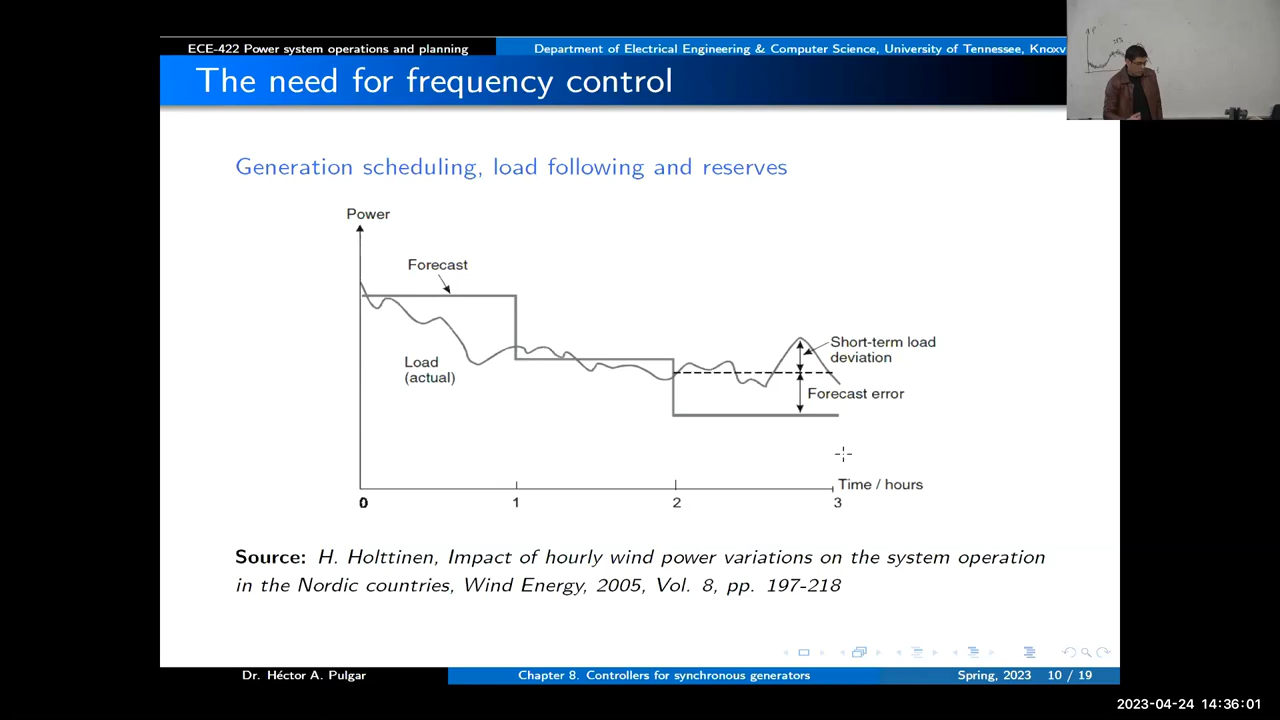 ECE-422 Power system operations and planning
Department of Electrical Engineering & Computer Science, University of Tennessee, Knoxv
The need for frequency control
Generation scheduling, load following and reserves
Power
Forecast
Load
(actual)
Short-term load
deviation
Forecast error
Time / hours
0 1 2 3
Source: H. Holttinen, Impact of hourly wind power variations on the system operation
in the Nordic countries, Wind Energy, 2005, Vol. 8, pp. 197-218
Dr. Héctor A. Pulgar
Chapter 8. Controllers for synchronous generators
Spring, 2023 10 / 19
2023-04-24 14:36:01